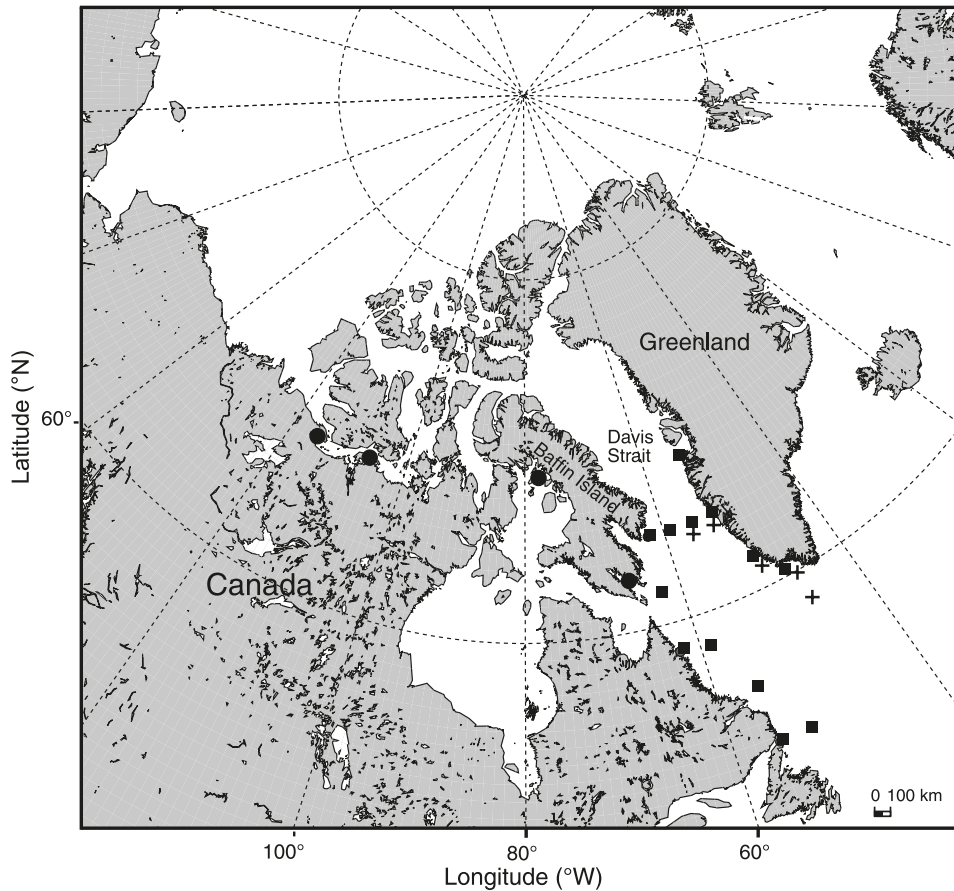 Greenland
Davis
Strait
Baffin Island
Canada
60°
Latitude (°N)
0 100 km
100°
80°
60°
Longitude (°W)